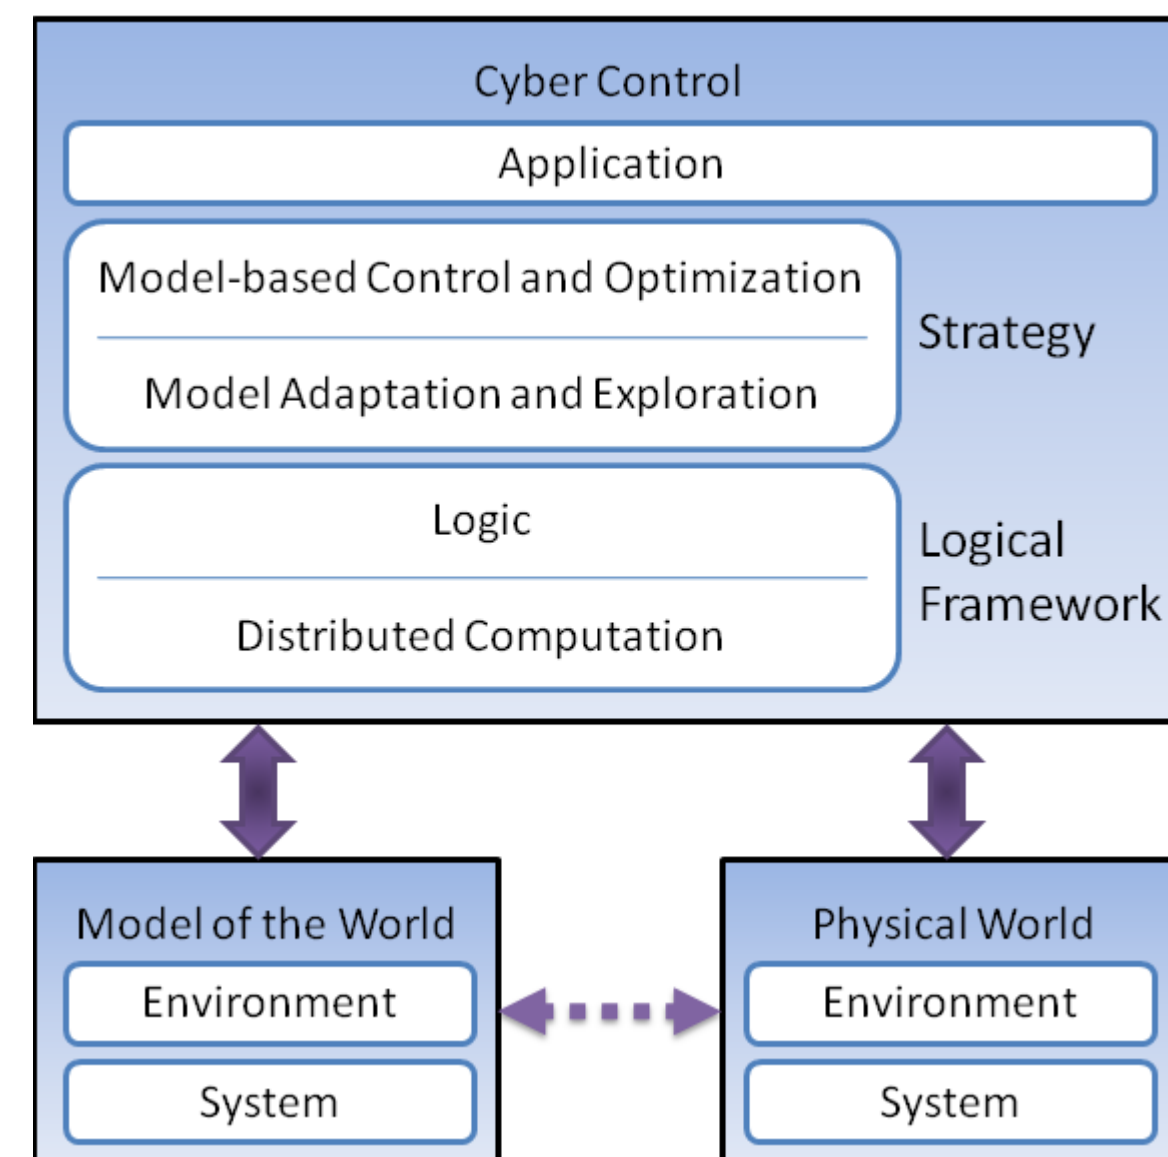 Cyber Control
Application
Model-based Control and Optimization
Model Adaptation and Exploration
Strategy
Logic
Distributed Computation
Logical
Framework
Model of the World
Environment
System
Physical World
Environment
System